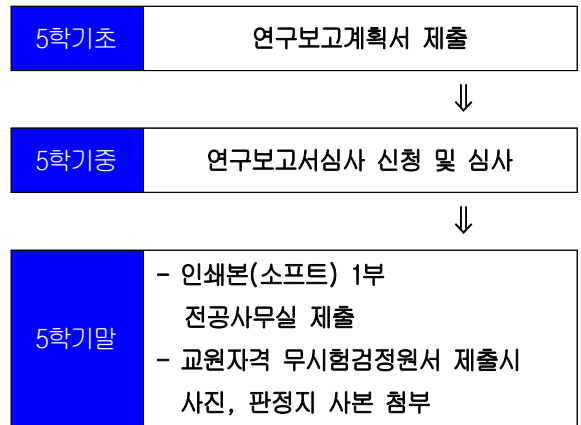 5학기초
연구보고계획서 제출
⇓
5학기중
연구보고서심사 신청 및 심사
⇓
5학기말
- 인쇄본(소프트) 1부
전공사무실 제출
- 교원자격 무시험검정원서 제출시
사진, 판정지 사본 첨부